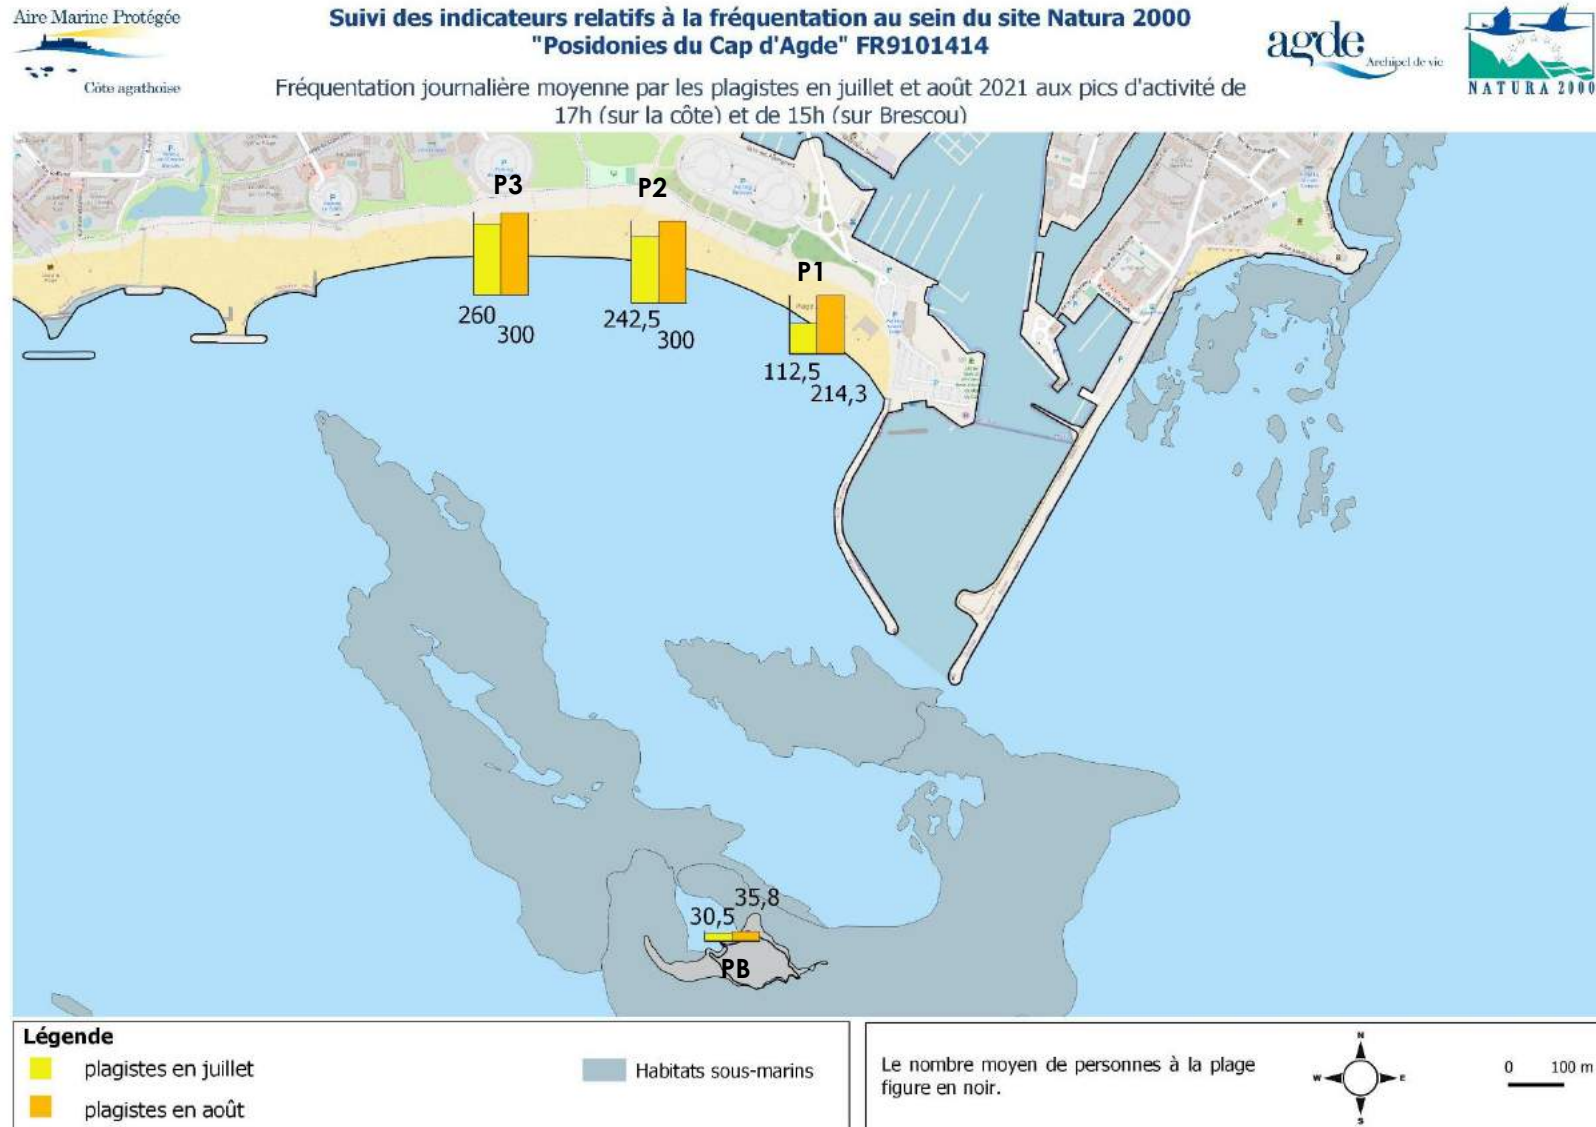 Aire Marine Protégée
Côte agathoise
Suivi des indicateurs relatifs à la fréquentation au sein du site Natura 2000
"Posidonies du Cap d'Agde" FR9101414
Fréquentation journalière moyenne par les plagistes en juillet et août 2021 aux pics d'activité de
17h (sur la côte) et de 15h (sur Brescou)
agde
Archipel de vie
NATURA 2000
P3
P2
P1
260
300
242,5
300
112,5
214,3
30,5
35,8
PB
Légende
plagistes en juillet
plagistes en août
Habitats sous-marins
Le nombre moyen de personnes à la plage
figure en noir.
N
W
E
S
0 100 m